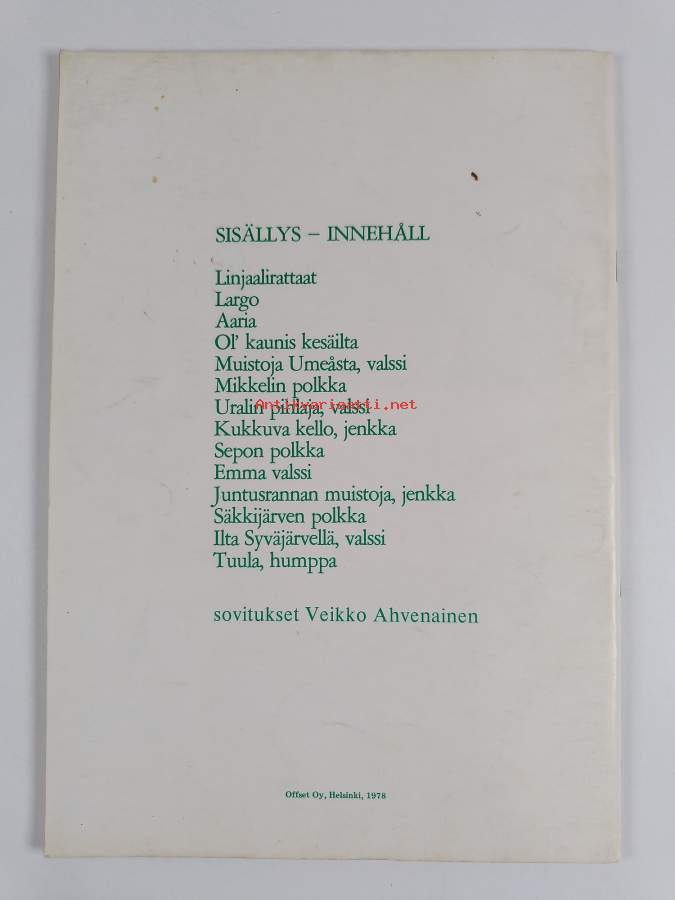 SISÄLLYS – INNEHÅLL
Linjaalirattaat
Largo
Aaria
Ol' kaunis kesäilta
Muistoja Umeåsta, valssi
Mikkelin polkka
Antikvariaatti.net
Uralin pihlaja, valssi
Kukkuva kello, jenkka
Sepon polkka
Emma valssi
Juntusrannan muistoja, jenkka
Säkkijärven polkka
Ilta Syväjärvellä, valssi
Tuula, humppa
sovitukset Veikko Ahvenainen
Offset Oy, Helsinki, 1978